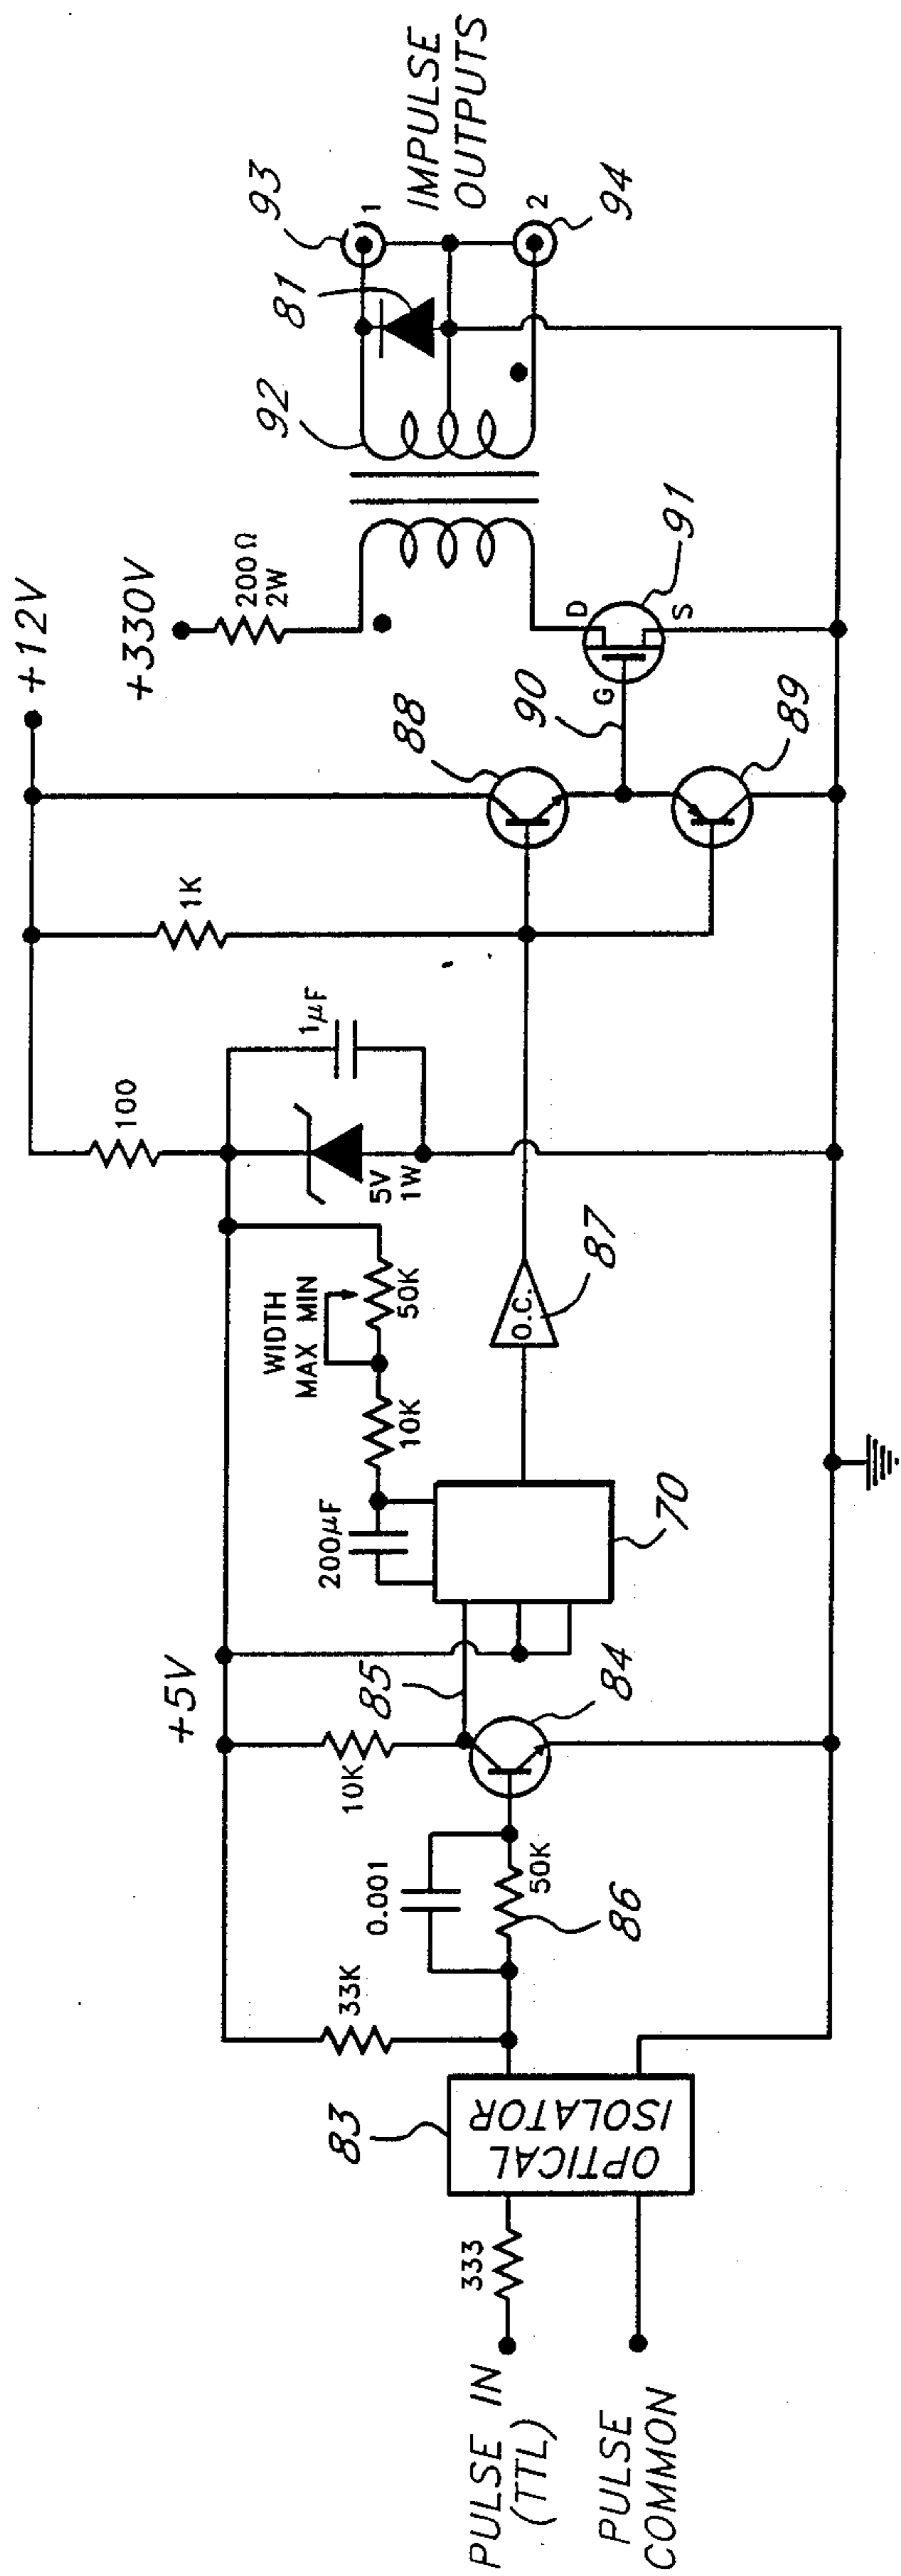 PULSE IN
(TTL)
PULSE
COMMON
333
83
OPTICAL
ISOLATOR
33K
0.001
50K
86
+5V
10K
85
84
200µF
10K
WIDTH
MAX MIN
50K
70
O.C.
87
100
5V
1W
1µF
1K
+12V
88
89
90
+330V
200Ω
2W
D
G
S
91
92
81
93
1
2
94
IMPULSE
OUTPUTS